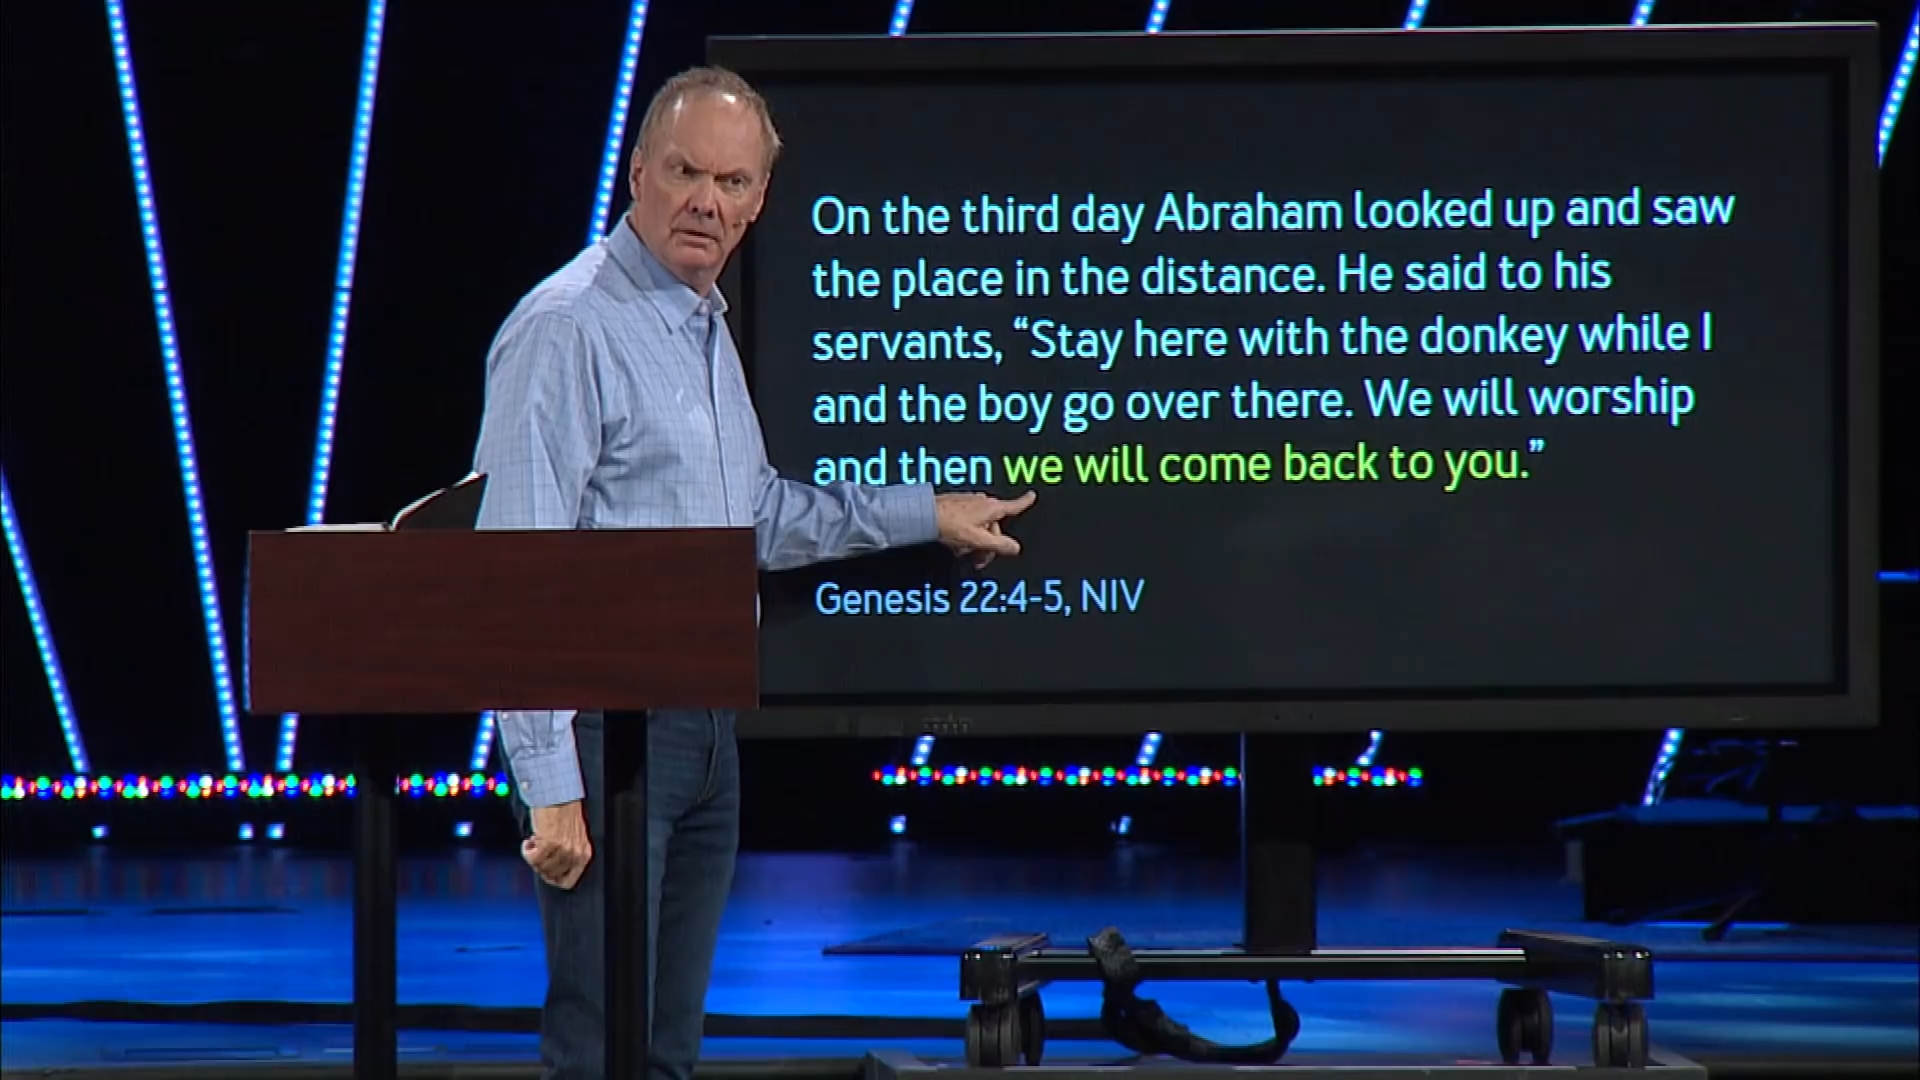 On the third day Abraham looked up and saw
the place in the distance. He said to his
servants, “Stay here with the donkey while I
and the boy go over there. We will worship
and then we will come back to you.”
Genesis 22:4-5, NIV